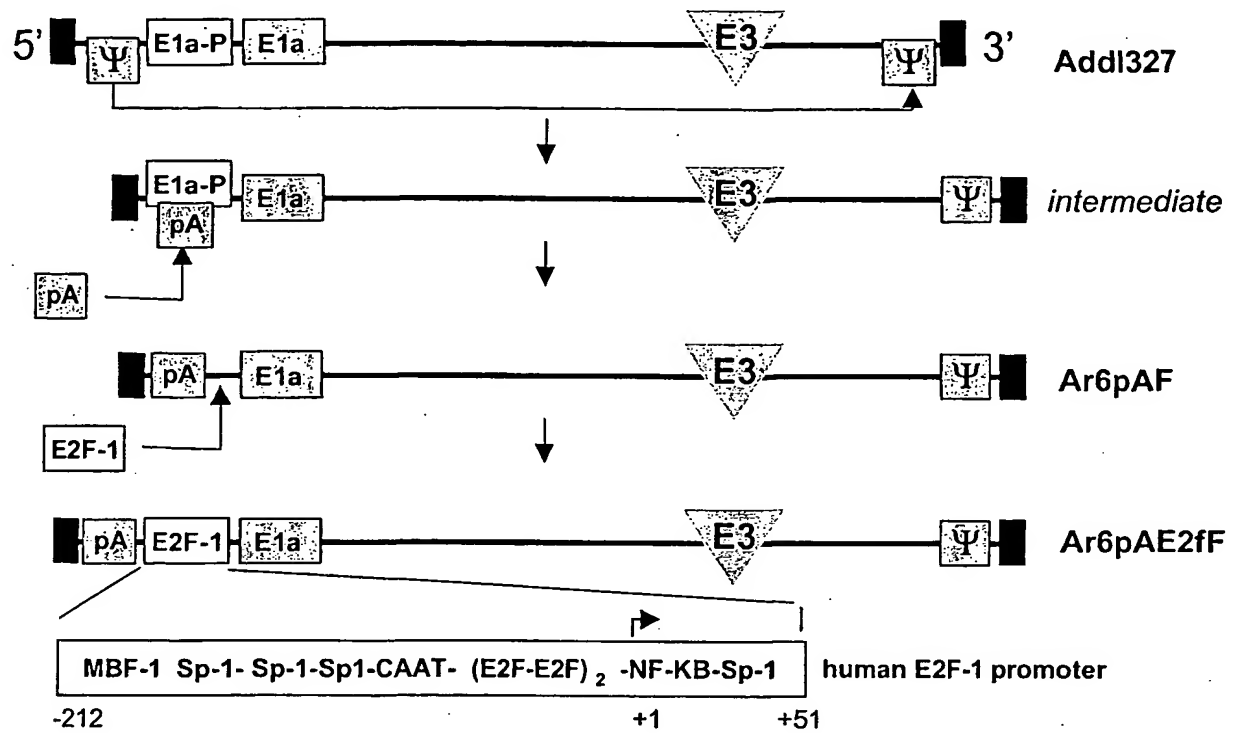 5' Ψ E1a-P E1a E3 Ψ 3' Addl327
E1a-P pA E1a E3 Ψ intermediate
pA
pA E1a E3 Ψ Ar6pAF
E2F-1
pA E2F-1 E1a E3 Ψ Ar6pAE2fF
MBF-1 Sp-1- Sp-1-Sp1-CAAT- (E2F-E2F) 2 -NF-KB-Sp-1 human E2F-1 promoter
-212 +1 +51